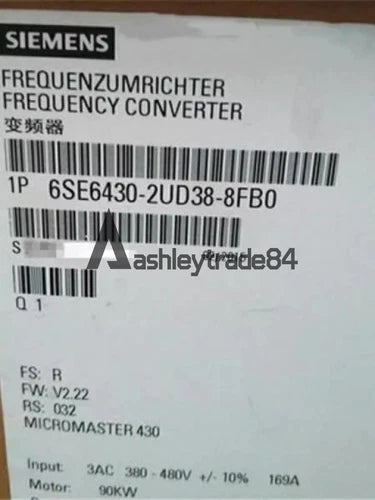 SIEMENS
FREQUENZUMRICHTER
FREQUENCY CONVERTER
变频器
1P 6SE6430-2UD38-8FB0
S
ashleytrade84
Q 1
FS: R
FW: V2.22
RS: 032
MICROMASTER 430
Input: 3AC 380-480V +/- 10% 169A
Motor: 90KW